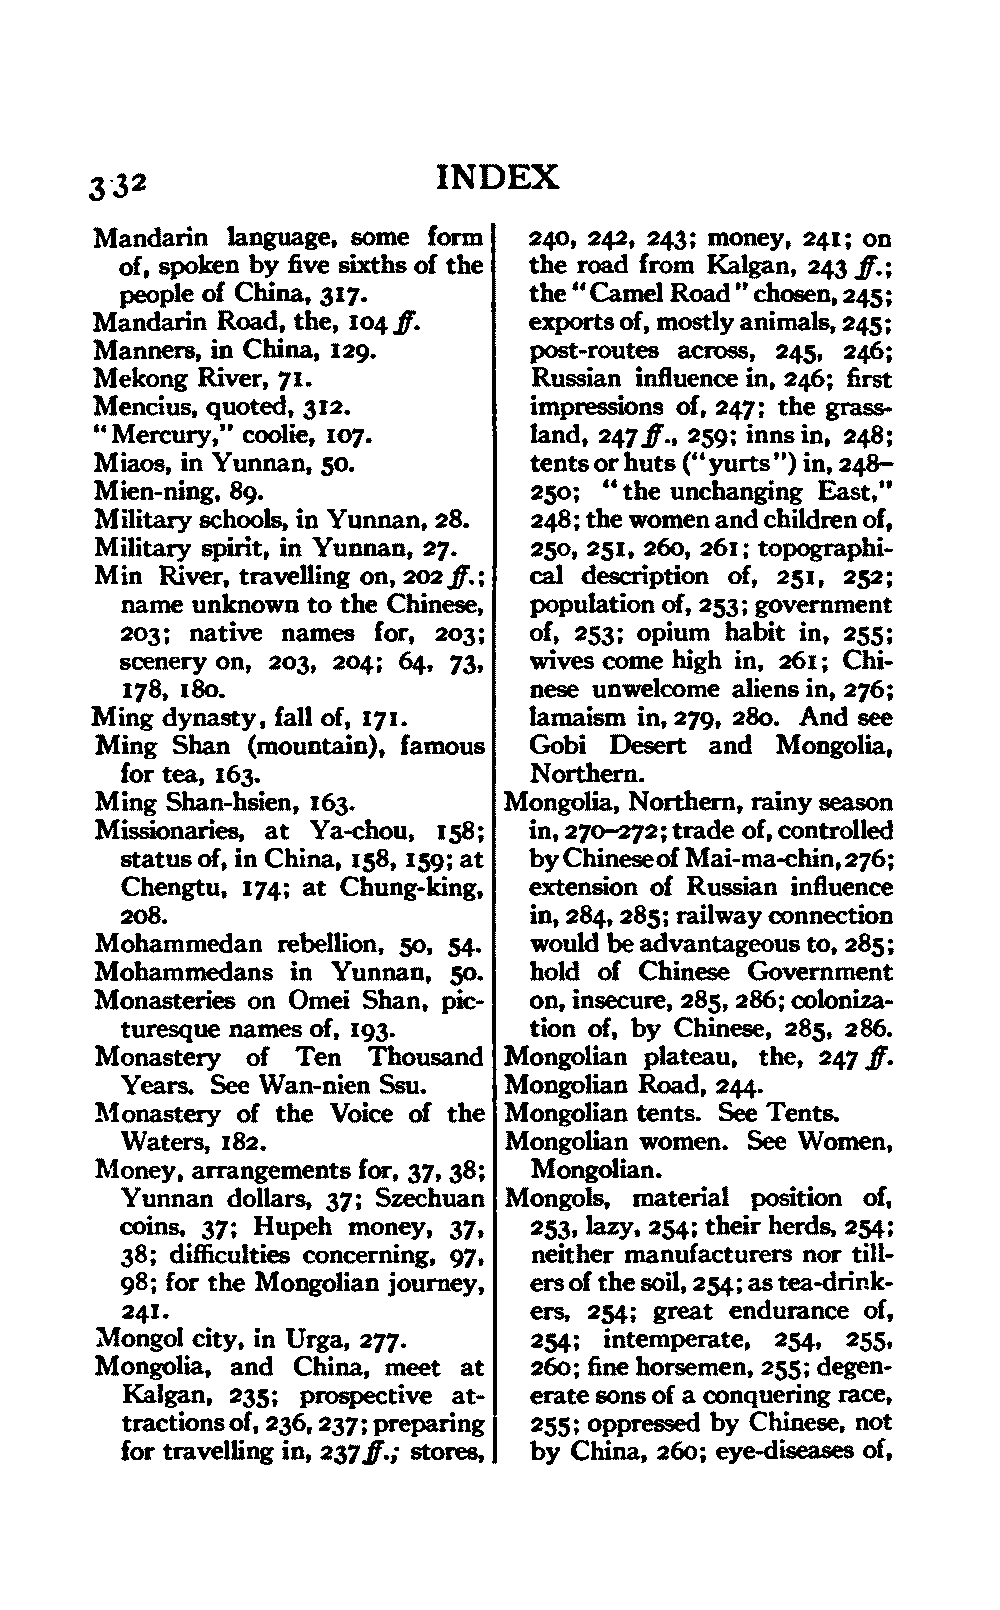 332
INDEX
Mandarin language, some form
of, spoken by five sixths of the
people of China, 317.
Mandarin Road, the, 104 ff.
Manners, in China, 129.
Mekong River, 71.
Mencius, quoted, 312.
"Mercury," coolie, 107.
Miaos, in Yunnan, 50.
Mien-ning, 89.
Military schools, in Yunnan, 28.
Military spirit, in Yunnan, 27.
Min River, travelling on, 202 ff.;
name unknown to the Chinese,
203; native names for, 203;
scenery on, 203, 204; 64, 73,
178, 180.
Ming dynasty, fall of, 171.
Ming Shan (mountain), famous
for tea, 163.
Ming Shan-hsien, 163.
Missionaries, at Ya-chou, 158;
status of, in China, 158, 159; at
Chengtu, 174; at Chung-king,
208.
Mohammedan rebellion, 50, 54.
Mohammedans in Yunnan, 50.
Monasteries on Omei Shan, pic-
turesque names of, 193.
Monastery of Ten Thousand
Years. See Wan-nien Ssu.
Monastery of the Voice of the
Waters, 182.
Money, arrangements for, 37, 38;
Yunnan dollars, 37; Szechuan
coins, 37; Hupeh money, 37,
38; difficulties concerning, 97,
98; for the Mongolian journey,
241.
Mongol city, in Urga, 277.
Mongolia, and China, meet at
Kalgan, 235; prospective at-
tractions of, 236, 237; preparing
for travelling in, 237 ff.; stores,
240, 242, 243; money, 241; on
the road from Kalgan, 243 ff.;
the "Camel Road" chosen, 245;
exports of, mostly animals, 245;
post-routes across, 245, 246;
Russian influence in, 246; first
impressions of, 247; the grass-
land, 247 ff., 259; inns in, 248;
tents or huts ("yurts") in, 248–
250; "the unchanging East,"
248; the women and children of,
250, 251, 260, 261; topographi-
cal description of, 251, 252;
population of, 253; government
of, 253; opium habit in, 255;
wives come high in, 261; Chi-
nese unwelcome aliens in, 276;
lamaism in, 279, 280. And see
Gobi Desert and Mongolia,
Northern.
Mongolia, Northern, rainy season
in, 270–272; trade of, controlled
by Chinese of Mai-ma-chin, 276;
extension of Russian influence
in, 284, 285; railway connection
would be advantageous to, 285;
hold of Chinese Government
on, insecure, 285, 286; coloniza-
tion of, by Chinese, 285, 286.
Mongolian plateau, the, 247 ff.
Mongolian Road, 244.
Mongolian tents. See Tents.
Mongolian women. See Women,
Mongolian.
Mongols, material position of,
253, lazy, 254; their herds, 254;
neither manufacturers nor till-
ers of the soil, 254; as tea-drink-
ers, 254; great endurance of,
254; intemperate, 254, 255,
260; fine horsemen, 255; degen-
erate sons of a conquering race,
255; oppressed by Chinese, not
by China, 260; eye-diseases of,